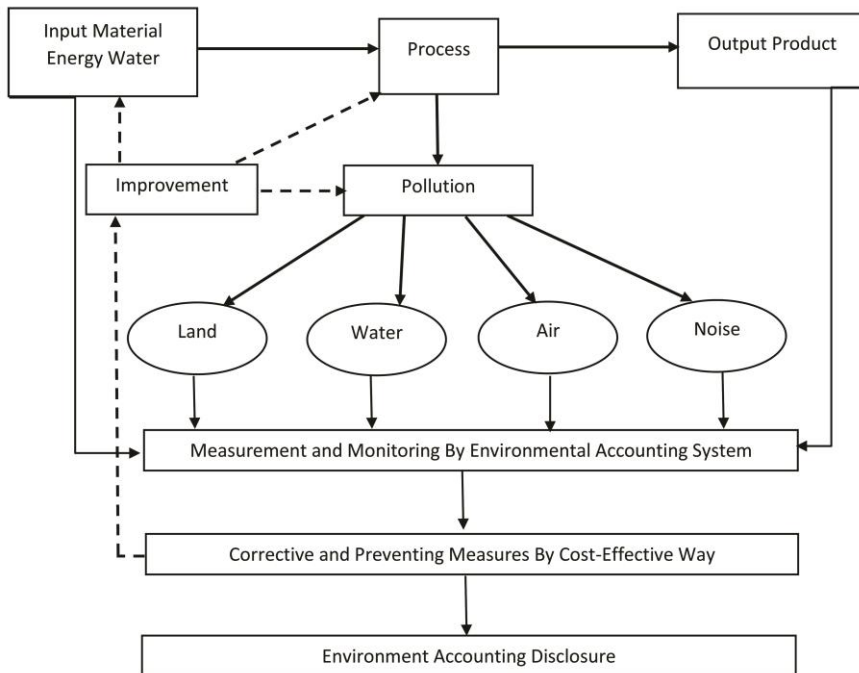 Input Material
Energy Water
Process
Output Product
Improvement
Pollution
Land
Water
Air
Noise
Measurement and Monitoring By Environmental Accounting System
Corrective and Preventing Measures By Cost-Effective Way
Environment Accounting Disclosure